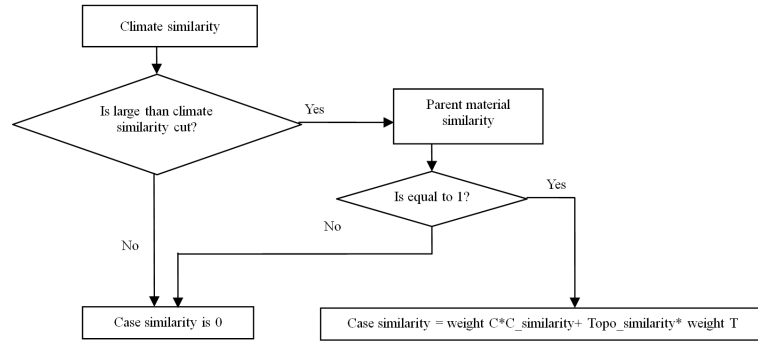 Climate similarity
Is large than climate
similarity cut?
Yes
Parent material
similarity
Is equal to 1?
Yes
No
No
Case similarity is 0
Case similarity = weight C*C_similarity+ Topo_similarity* weight T